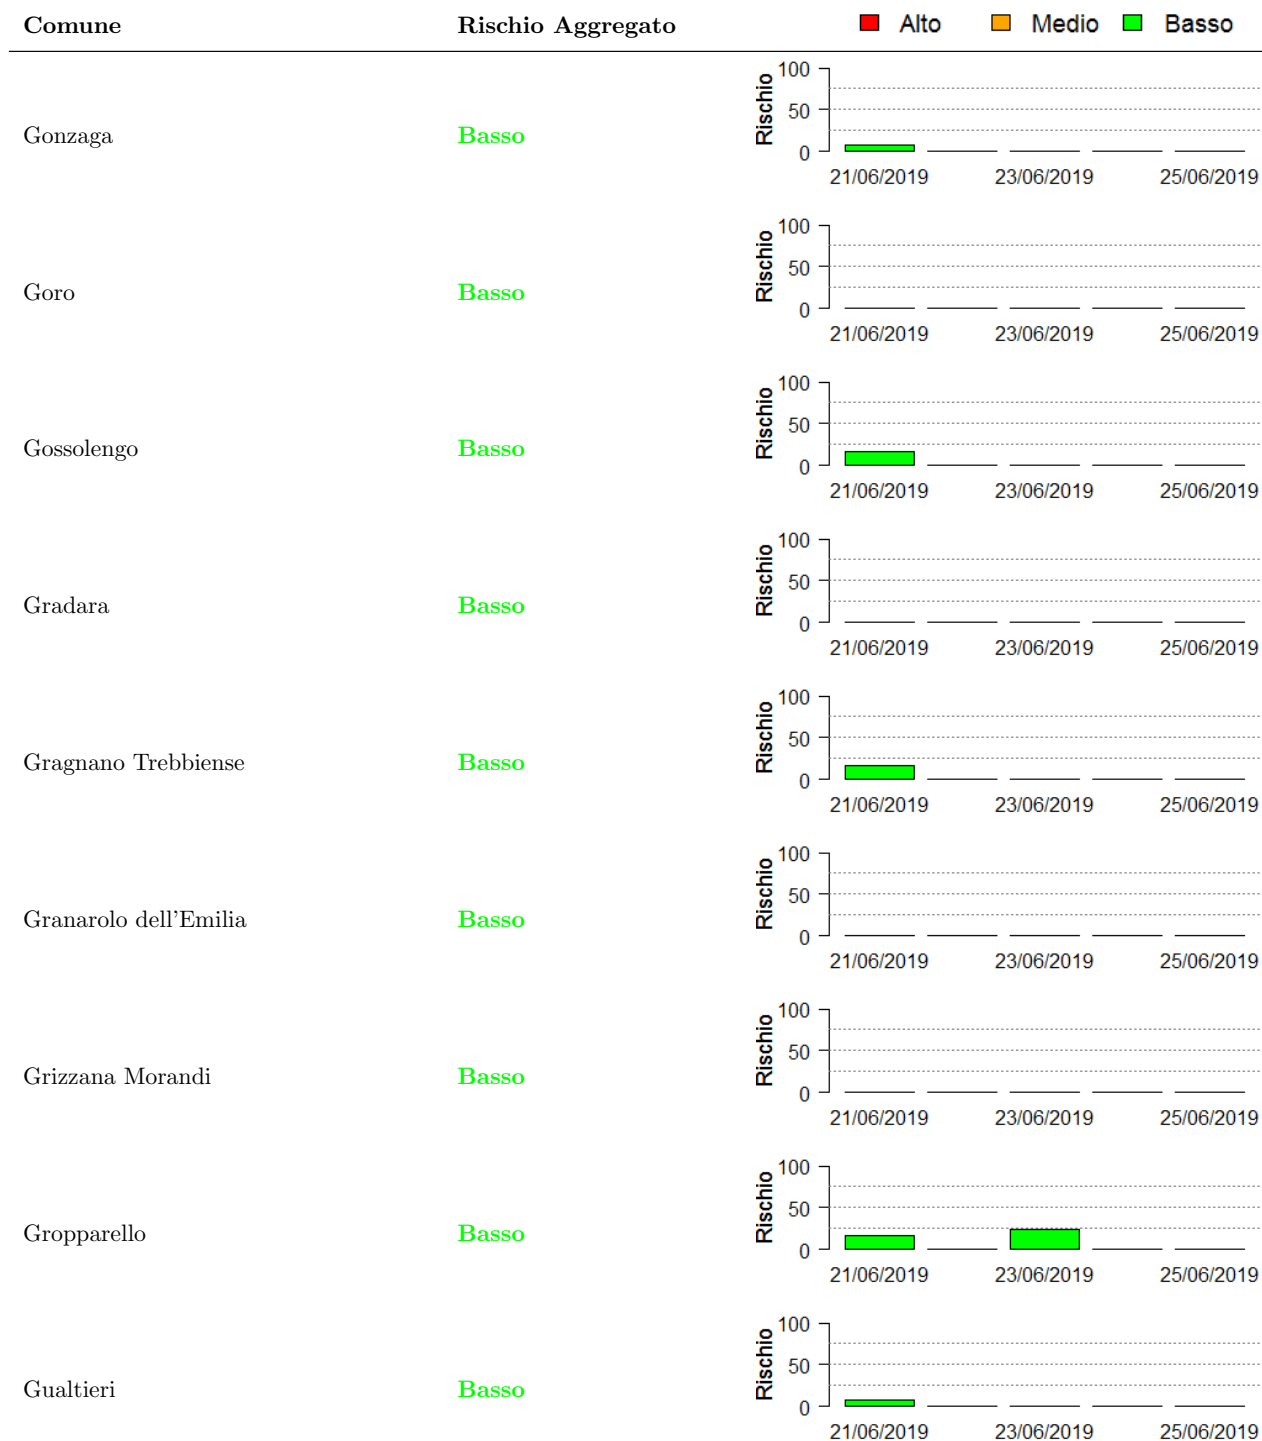 Comune Rischio Aggregato Alto Medio Basso
100
Rischio
50
Gonzaga Basso
0
21/06/2019 23/06/2019 25/06/2019
100
Rischio
50
Goro Basso
0
21/06/2019 23/06/2019 25/06/2019
100
Rischio
50
Gossolengo Basso
0
21/06/2019 23/06/2019 25/06/2019
100
Rischio
50
Gradara Basso
0
21/06/2019 23/06/2019 25/06/2019
100
Rischio
50
Gragnano Trebbiense Basso
0
21/06/2019 23/06/2019 25/06/2019
100
Rischio
50
Granarolo dell'Emilia Basso
0
21/06/2019 23/06/2019 25/06/2019
100
Rischio
50
Grizzana Morandi Basso
0
21/06/2019 23/06/2019 25/06/2019
100
Rischio
50
Gropparello Basso
0
21/06/2019 23/06/2019 25/06/2019
100
Rischio
50
Gualtieri Basso
0
21/06/2019 23/06/2019 25/06/2019